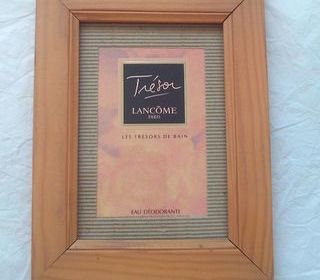 Trésor
LANCÔME
PARIS
LES TRESORS DE BAIN
EAU DÉODORANTE